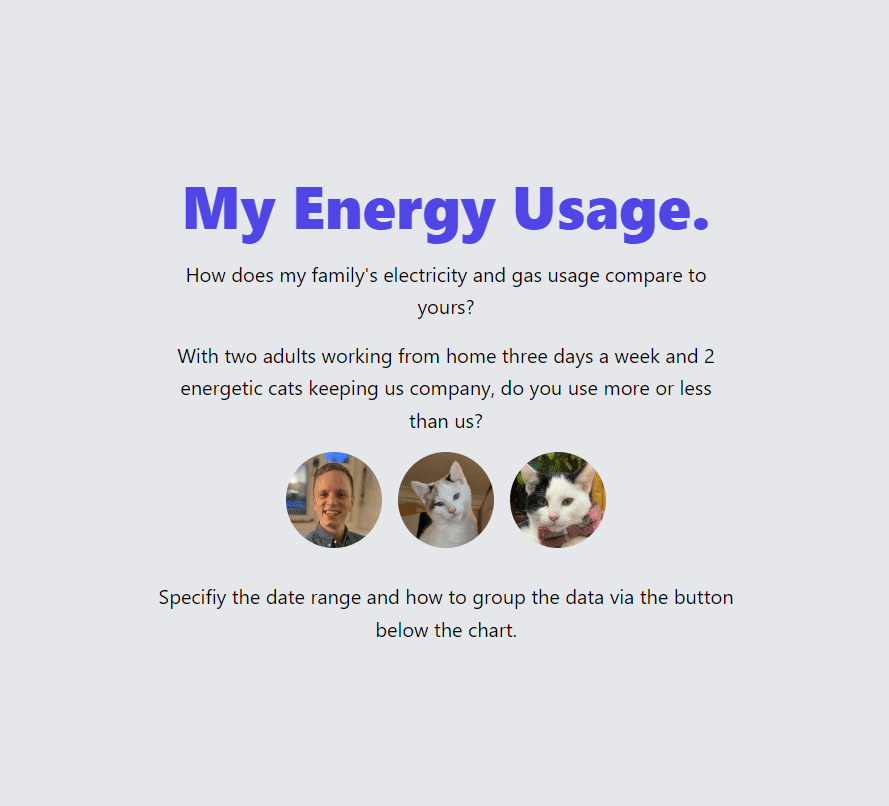 My Energy Usage.
How does my family's electricity and gas usage compare to
yours?
With two adults working from home three days a week and 2
energetic cats keeping us company, do you use more or less
than us?
Specifiy the date range and how to group the data via the button
below the chart.